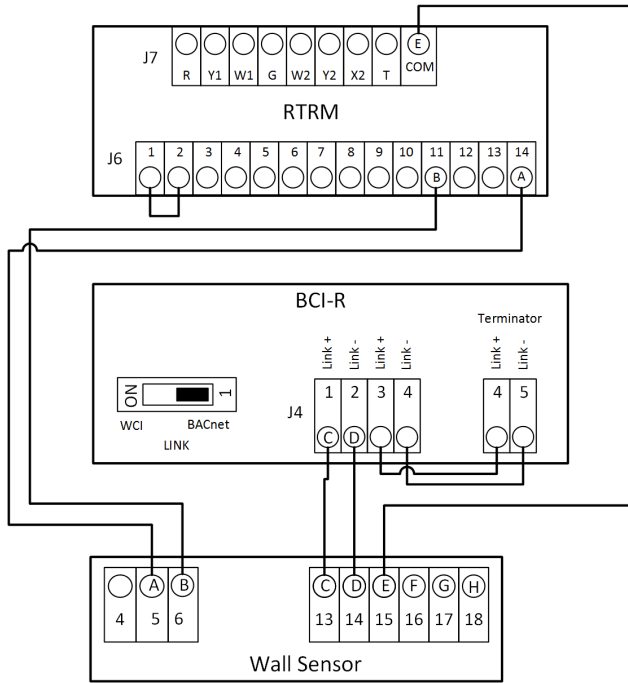 E
J7
R Y1 W1 G W2 Y2 X2 T COM
RTRM
J6
1 2 3 4 5 6 7 8 9 10 11 12 13 14
B A
BCI-R
Terminator
Link + Link - Link + Link - Link + Link -
ON 1
1 2 3 4 4 5
J4
WCI BACnet
C D
LINK
A B C D E F G H
4 5 6 13 14 15 16 17 18
Wall Sensor